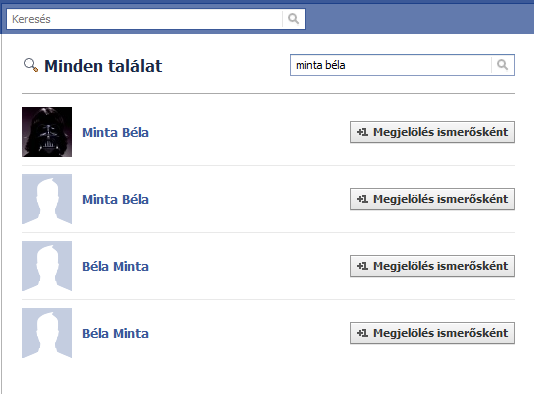 Keresés
Minden találat
minta béla
Minta Béla
+1 Megjelölés ismerősként
Minta Béla
+1 Megjelölés ismerősként
Béla Minta
+1 Megjelölés ismerősként
Béla Minta
+1 Megjelölés ismerősként